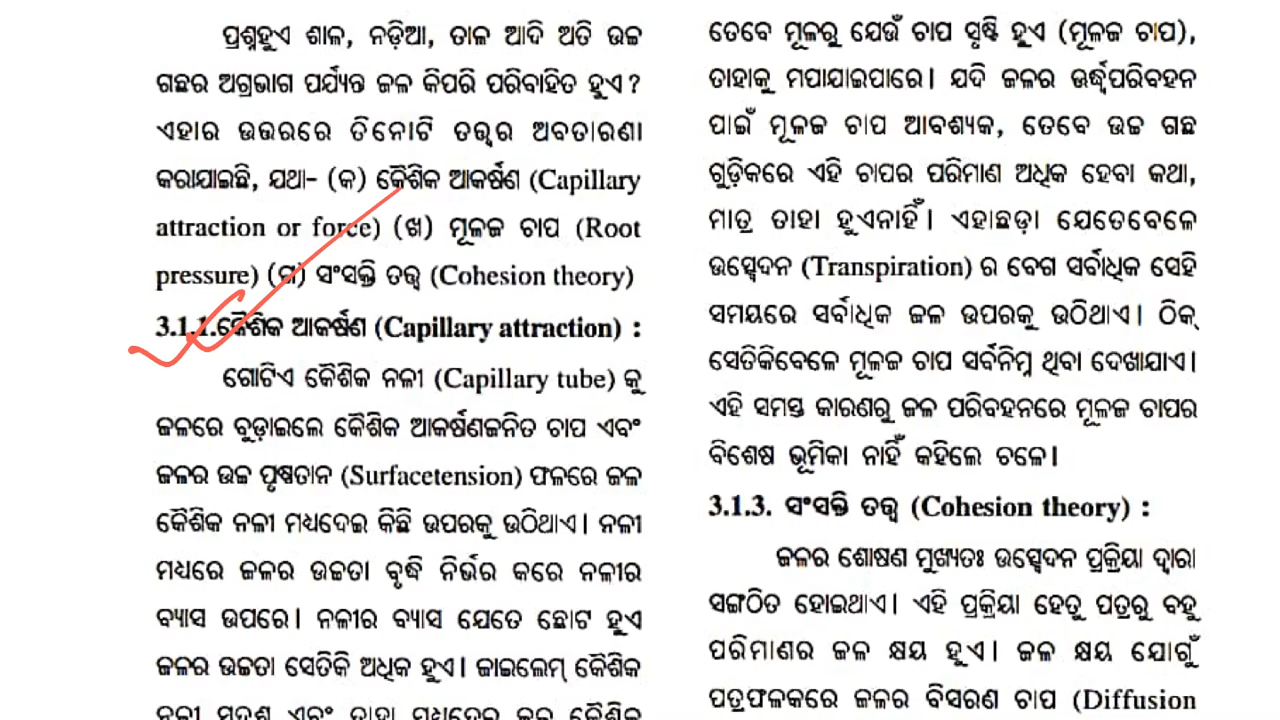 ପ୍ରଶ୍ନହୁଏ ଶାଳ, ନଡ଼ିଆ, ତାଳ ଆଦି ଅତି ଉଚ୍ଚ
ଗଛର ଅଗ୍ରଭାଗ ପର୍ଯ୍ୟନ୍ତ ଜଳ କିପରି ପରିବାହିତ ହୁଏ ?
ଏହାର ଉତ୍ତରରେ ତିନୋଟି ତତ୍ତ୍ୱର ଅବତାରଣା
କରାଯାଇଛି, ଯଥା- (କ) କୈଶିକ ଆକର୍ଷଣ (Capillary
attraction or force) (ଖ) ମୂଳଜ ଚାପ (Root
pressure) (ଗ) ସଂସକ୍ତି ତତ୍ତ୍ୱ (Cohesion theory)
3.1.1.କୈଶିକ ଆକର୍ଷଣ (Capillary attraction) :
ଗୋଟିଏ କୈଶିକ ନଳୀ (Capillary tube) କୁ
ଜଳରେ ବୁଡ଼ାଇଲେ କୈଶିକ ଆକର୍ଷଣଜନିତ ଚାପ ଏବଂ
ଜଳର ଉଚ୍ଚ ପୃଷ୍ଠତାନ (Surfacetension) ଫଳରେ ଜଳ
କୈଶିକ ନଳୀ ମଧ୍ୟଦେଇ କିଛି ଉପରକୁ ଉଠିଥାଏ। ନଳୀ
ମଧ୍ୟରେ ଜଳର ଉଚ୍ଚତା ବୃଦ୍ଧି ନିର୍ଭର କରେ ନଳୀର
ବ୍ୟାସ ଉପରେ। ନଳୀର ବ୍ୟାସ ଯେତେ ଛୋଟ ହୁଏ
ଜଳର ଉଚ୍ଚତା ସେତିକି ଅଧିକ ହୁଏ। ଜାଇଲେମ୍ କୈଶିକ
ନଳୀ ସଦୃଶ ଏବଂ ତାହା ମଧ୍ୟଦେଇ ଜଳ କୈଶିକ
ତେବେ ମୂଳରୁ ଯେଉଁ ଚାପ ସୃଷ୍ଟି ହୁଏ (ମୂଳଜ ଚାପ),
ତାହାକୁ ମପାଯାଇପାରେ। ଯଦି ଜଳର ଊର୍ଦ୍ଧ୍ୱପରିବହନ
ପାଇଁ ମୂଳଜ ଚାପ ଆବଶ୍ୟକ, ତେବେ ଉଚ୍ଚ ଗଛ
ଗୁଡ଼ିକରେ ଏହି ଚାପର ପରିମାଣ ଅଧିକ ହେବା କଥା,
ମାତ୍ର ତାହା ହୁଏନାହିଁ। ଏହାଛଡ଼ା ଯେତେବେଳେ
ଉତ୍ସ୍ୱେଦନ (Transpiration) ର ବେଗ ସର୍ବାଧିକ ସେହି
ସମୟରେ ସର୍ବାଧିକ ଜଳ ଉପରକୁ ଉଠିଥାଏ। ଠିକ୍
ସେତିକିବେଳେ ମୂଳଜ ଚାପ ସର୍ବନିମ୍ନ ଥିବା ଦେଖାଯାଏ।
ଏହି ସମସ୍ତ କାରଣରୁ ଜଳ ପରିବହନରେ ମୂଳଜ ଚାପର
ବିଶେଷ ଭୂମିକା ନାହିଁ କହିଲେ ଚଳେ।
3.1.3. ସଂସକ୍ତି ତତ୍ତ୍ୱ (Cohesion theory) :
ଜଳର ଶୋଷଣ ମୁଖ୍ୟତଃ ଉତ୍ସ୍ୱେଦନ ପ୍ରକ୍ରିୟା ଦ୍ୱାରା
ସଙ୍ଗଠିତ ହୋଇଥାଏ। ଏହି ପ୍ରକ୍ରିୟା ହେତୁ ପତ୍ରରୁ ବହୁ
ପରିମାଣର ଜଳ କ୍ଷୟ ହୁଏ। ଜଳ କ୍ଷୟ ଯୋଗୁଁ
ପତ୍ରଫଳକରେ ଜଳର ବିସରଣ ଚାପ (Diffusion